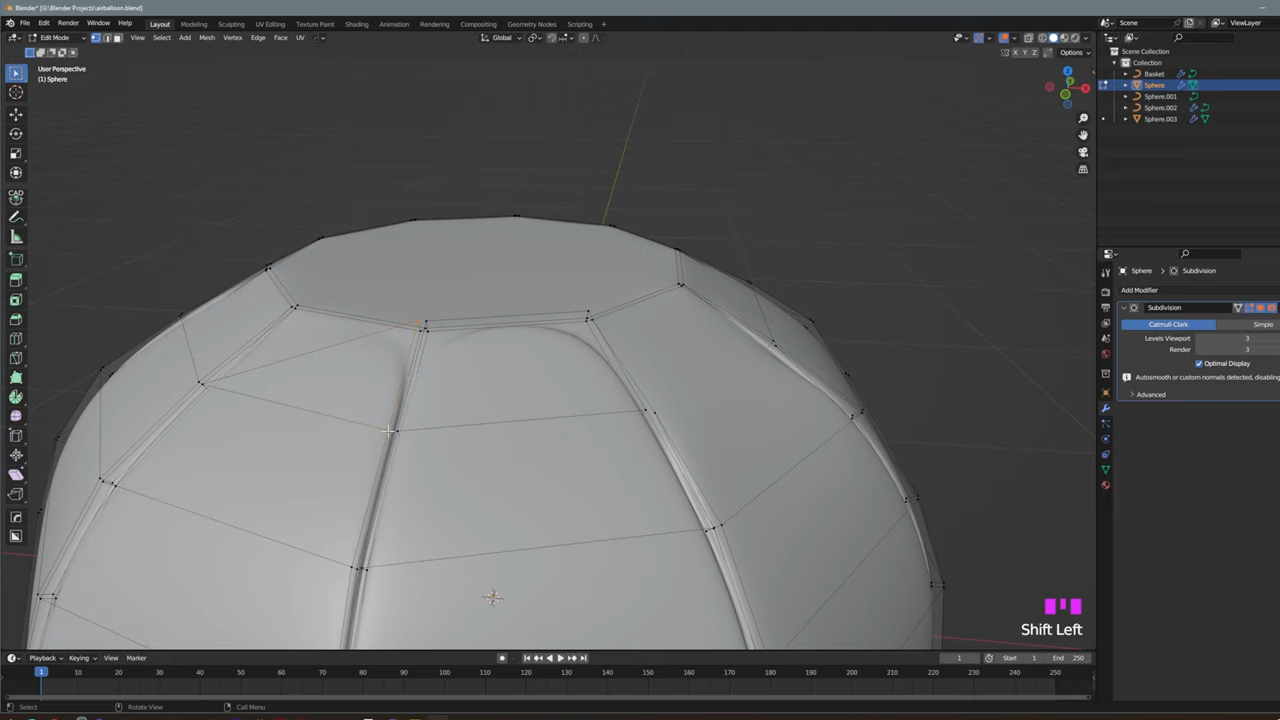 Blender* [G:\Blender Projects\airballoon.blend]
File Edit Render Window Help Layout Modeling Sculpting UV Editing Texture Paint Shading Animation Rendering Compositing Geometry Nodes Scripting + Scene ViewLayer
Edit Mode View Select Add Mesh Vertex Edge Face UV Global
X Y Z Options
User Perspective
(1) Sphere
Scene Collection
Collection
Basket
Sphere
Sphere.001
Sphere.002
Sphere.003
CAD
Sphere Subdivision
Add Modifier
Subdivision
Catmull-Clark Simple
Levels Viewport 3
Render 3
Optimal Display
Autosmooth or custom normals detected, disabling
Advanced
Shift Left
Playback Keying View Marker 1 Start 1 End 250
1 10 20 30 40 50 60 70 80 90 100 110 120 130 140 150 160 170 180 190 200 210 220 230 240 250
Select Rotate View Call Menu